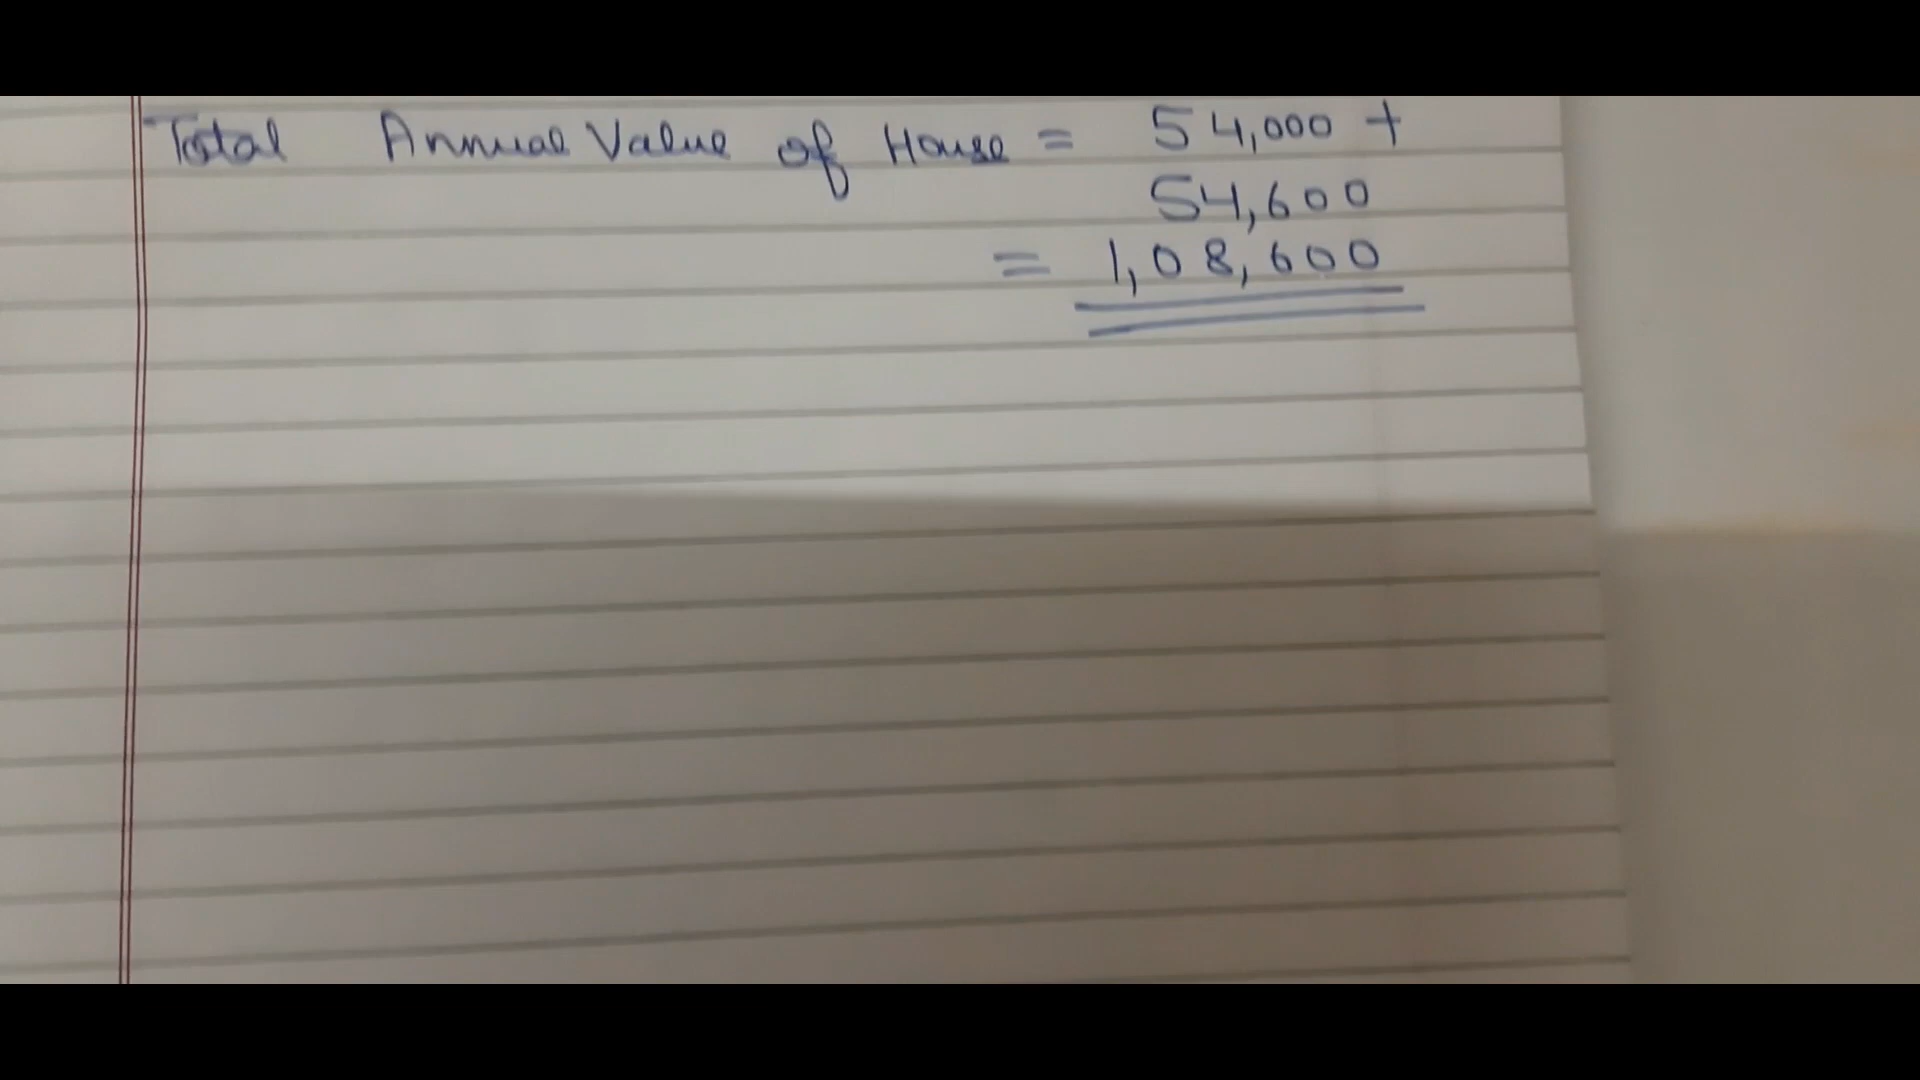 Total Annual Value of House = 54,000 +
54,600
= 1,08,600